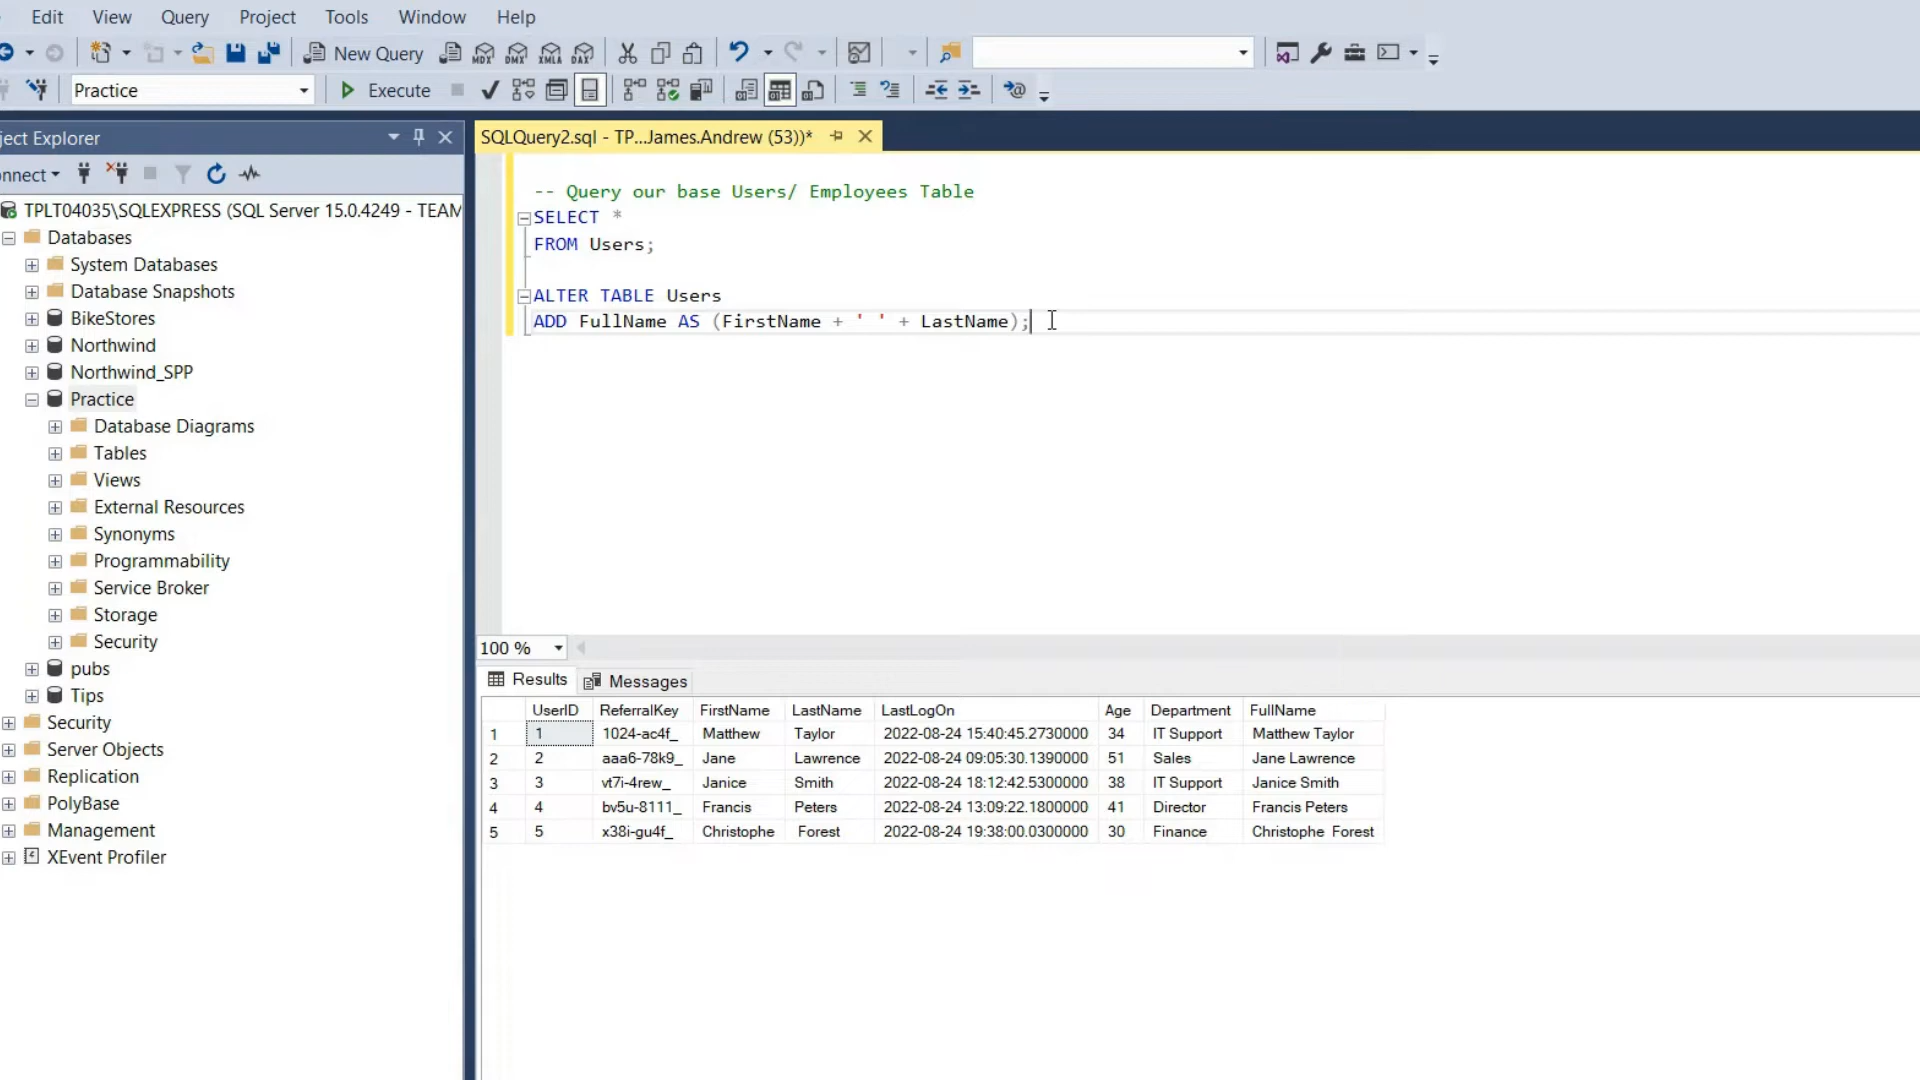 Edit View Query Project Tools Window Help
New Query MDX DMX XMLA DAX
Practice Execute
ject Explorer
nnect
TPLT04035\SQLEXPRESS (SQL Server 15.0.4249 - TEAM
Databases
System Databases
Database Snapshots
BikeStores
Northwind
Northwind_SPP
Practice
Database Diagrams
Tables
Views
External Resources
Synonyms
Programmability
Service Broker
Storage
Security
pubs
Tips
Security
Server Objects
Replication
PolyBase
Management
XEvent Profiler
SQLQuery2.sql - TP...James.Andrew (53))*
-- Query our base Users/ Employees Table
SELECT *
FROM Users;
ALTER TABLE Users
ADD FullName AS (FirstName + ' ' + LastName);
100 %
Results Messages
UserID ReferralKey FirstName LastName LastLogOn Age Department FullName
1 1 1024-ac4f_ Matthew Taylor 2022-08-24 15:40:45.2730000 34 IT Support Matthew Taylor
2 2 aaa6-78k9_ Jane Lawrence 2022-08-24 09:05:30.1390000 51 Sales Jane Lawrence
3 3 vt7i-4rew_ Janice Smith 2022-08-24 18:12:42.5300000 38 IT Support Janice Smith
4 4 bv5u-8111_ Francis Peters 2022-08-24 13:09:22.1800000 41 Director Francis Peters
5 5 x38i-gu4f_ Christophe Forest 2022-08-24 19:38:00.0300000 30 Finance Christophe Forest